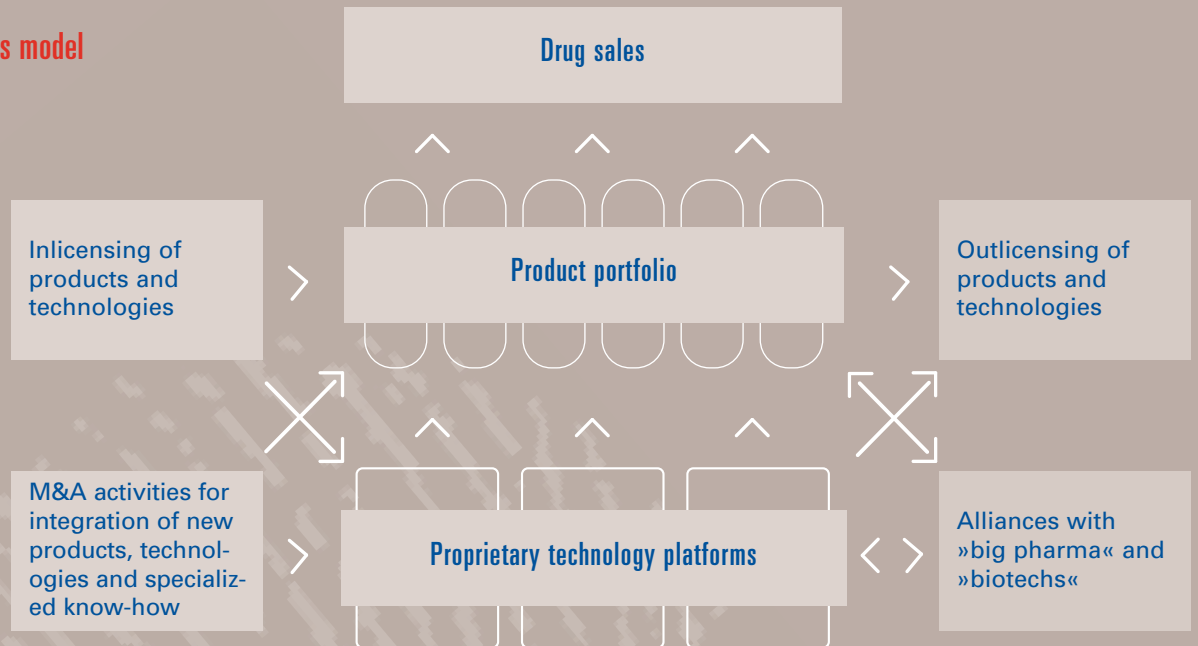 s model
Drug sales
Inlicensing of
products and
technologies
Product portfolio
Outlicensing of
products and
technologies
M&A activities for
integration of new
products, technol-
ogies and specializ-
ed know-how
Proprietary technology platforms
Alliances with
»big pharma« and
»biotechs«